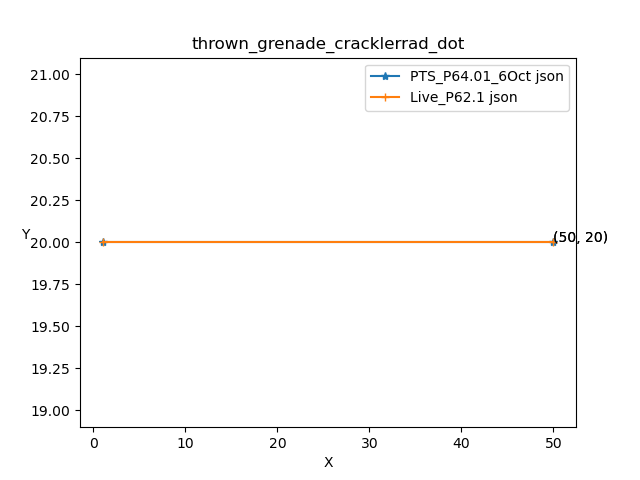 thrown_grenade_cracklerrad_dot
PTS_P64.01_6Oct json
Live_P62.1 json
21.00
20.75
20.50
20.25
Y
20.00
(50, 20)
19.75
19.50
19.25
19.00
0 10 20 30 40 50
X